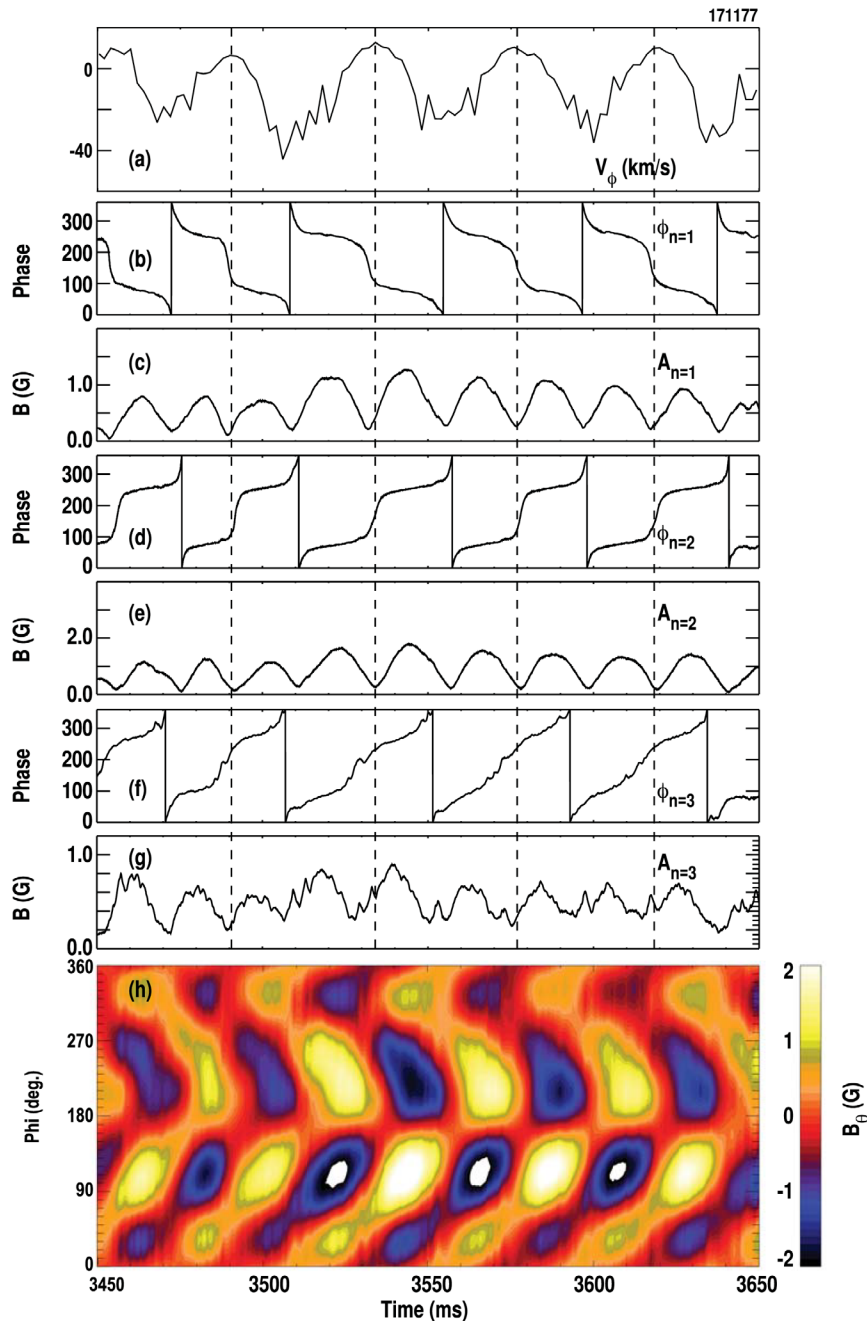 171177
0
-40
(a)
V_ϕ (km/s)
Phase
300
200
100
0
(b)
ϕ_n=1
B (G)
1.0
0.0
(c)
A_n=1
Phase
300
200
100
0
(d)
ϕ_n=2
B (G)
2.0
0.0
(e)
A_n=2
Phase
300
200
100
0
(f)
ϕ_n=3
B (G)
1.0
0.0
(g)
A_n=3
Phi (deg.)
360
270
180
90
0
(h)
2
1
0
-1
-2
B_θ (G)
3450 3500 3550 3600 3650
Time (ms)